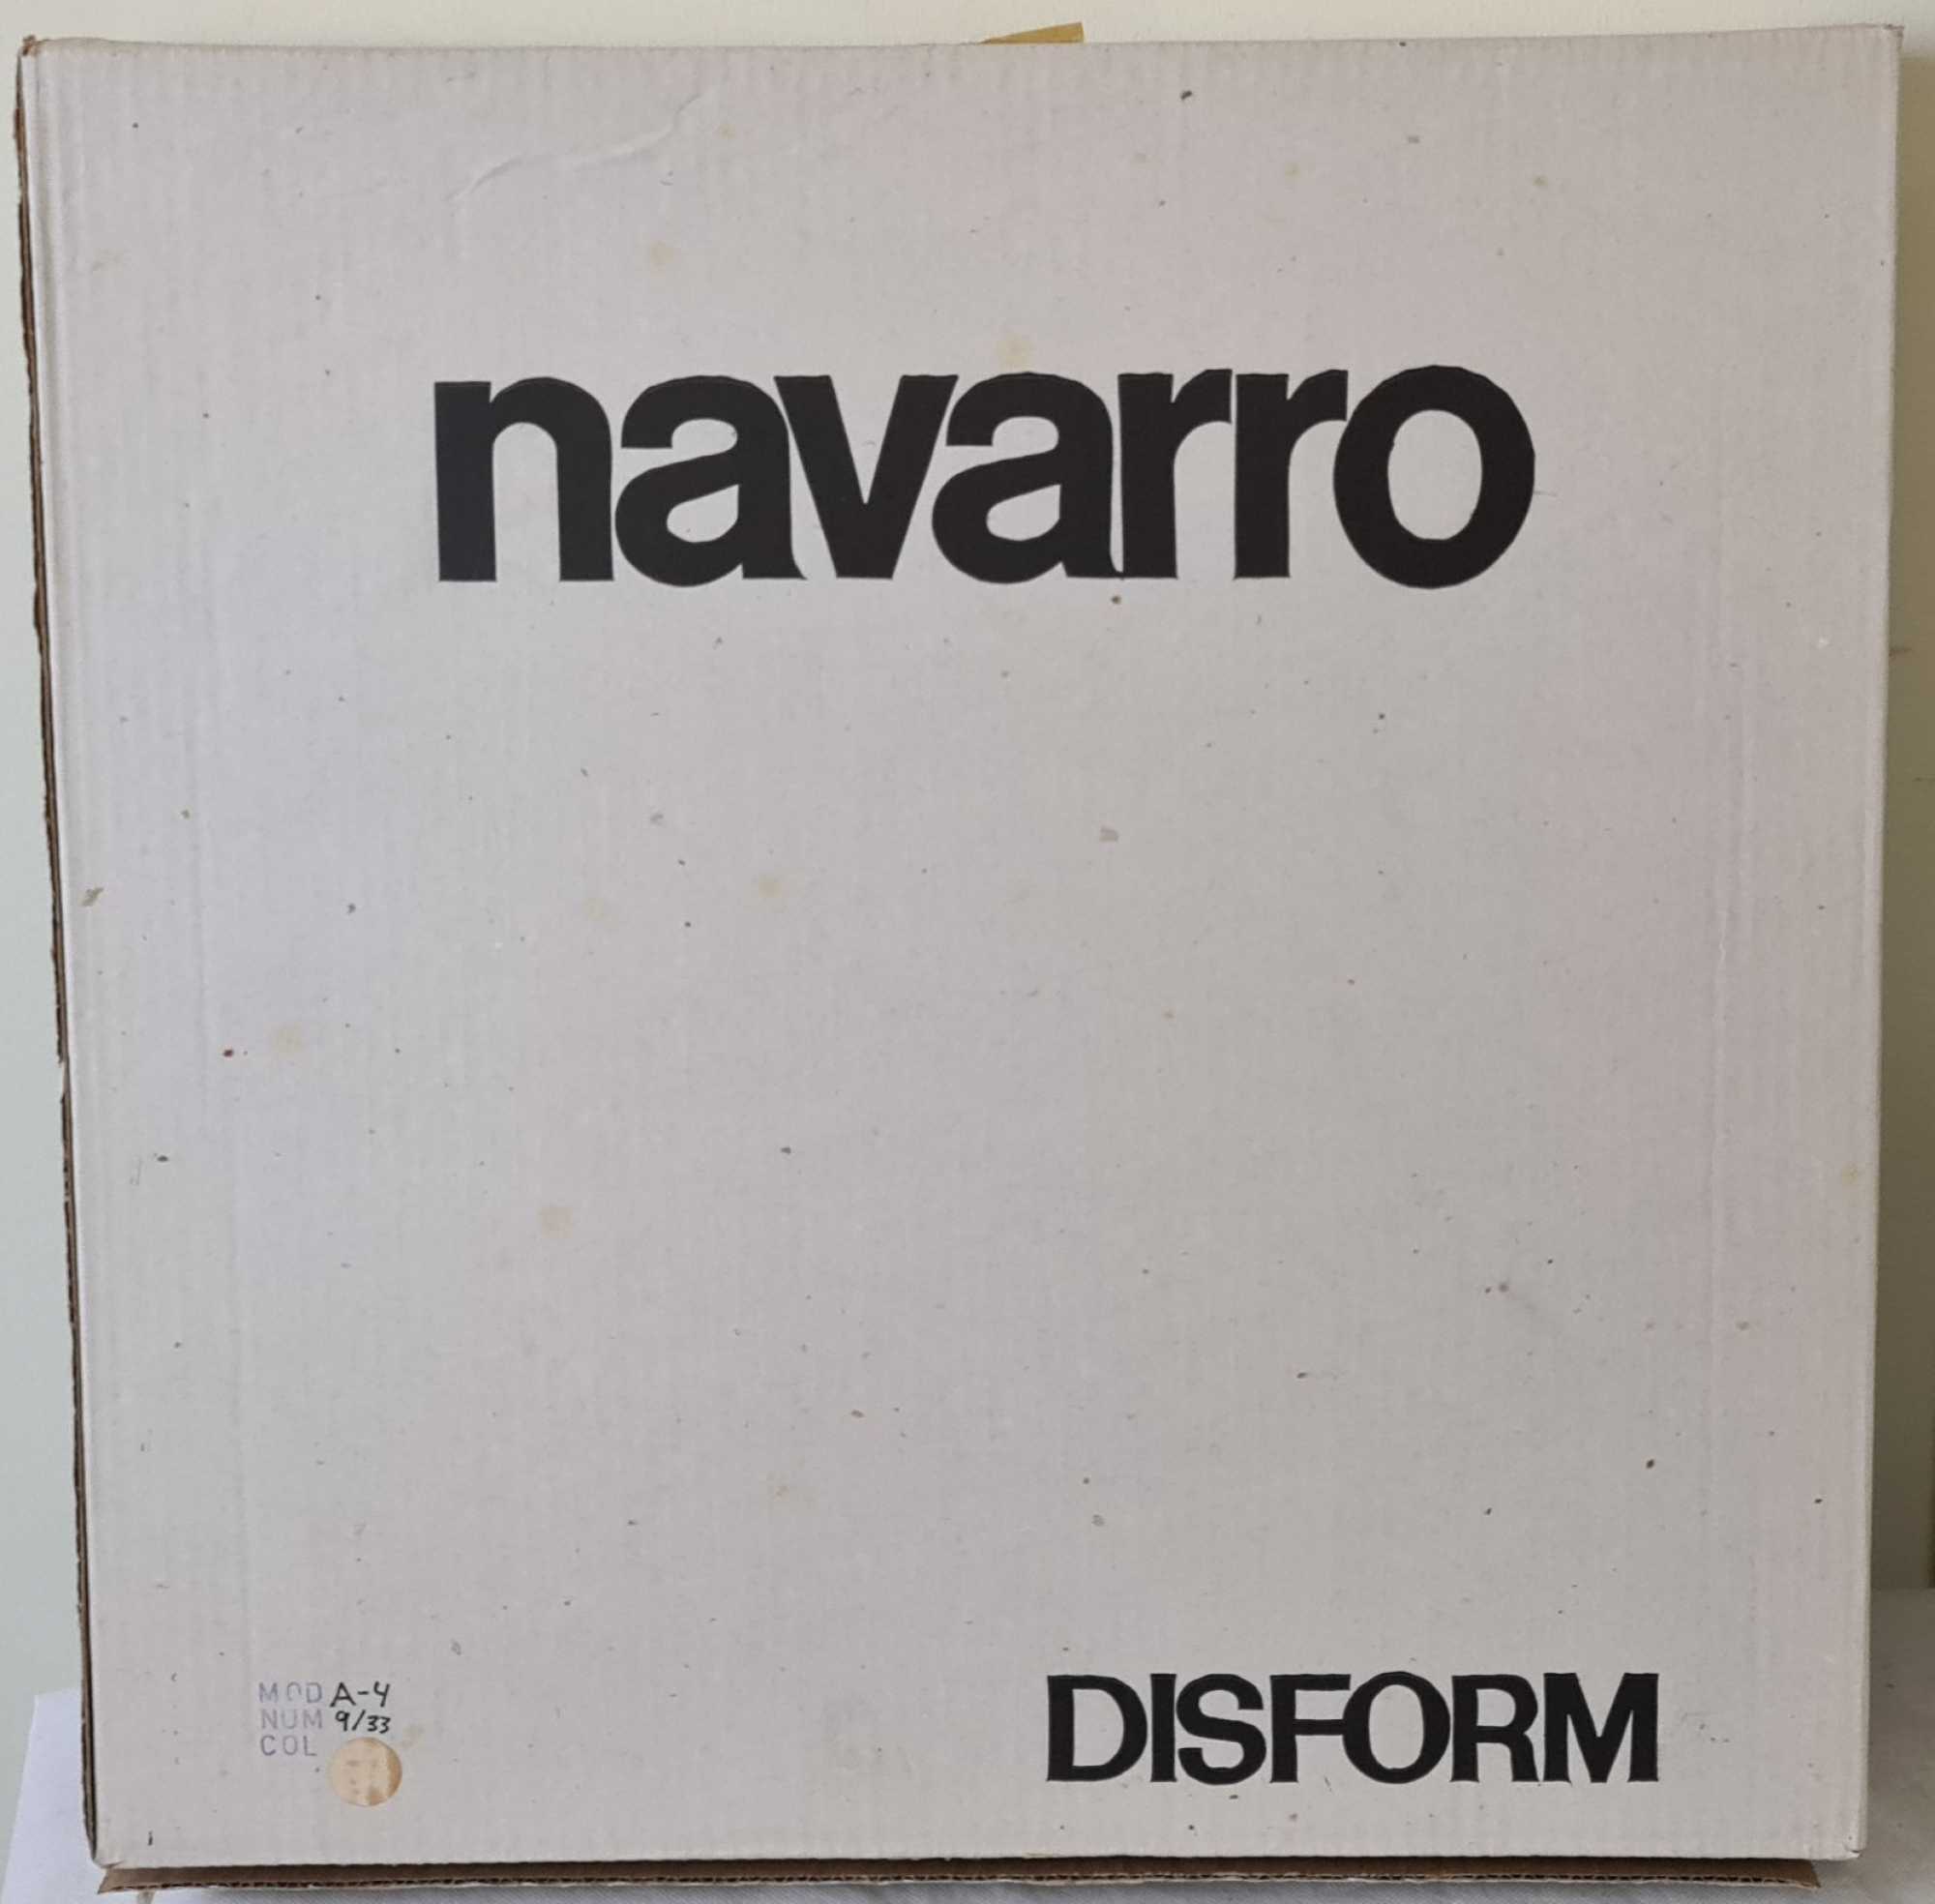 navarro
MOD A-4
NUM 9/33
COL
DISFORM